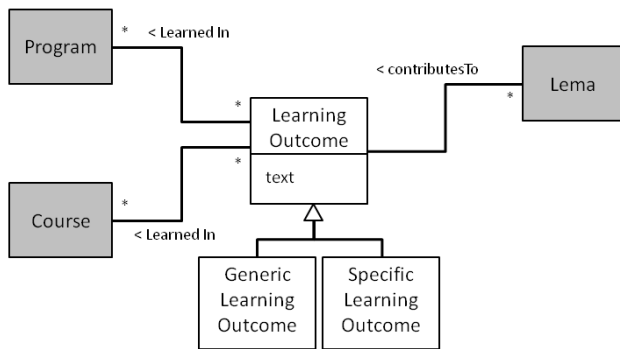 Program
* < Learned In
< contributesTo
Lema
*
*
Learning
Outcome
*
text
Course
*
< Learned In
Generic
Learning
Outcome
Specific
Learning
Outcome